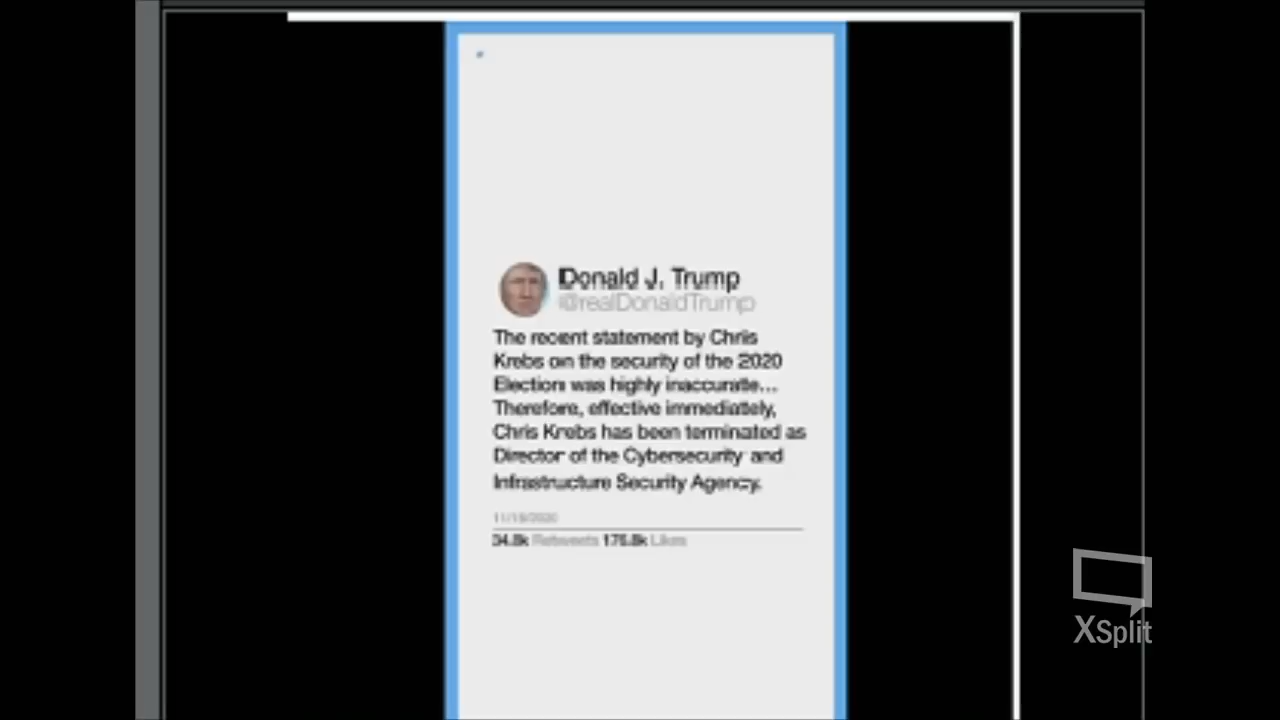 Donald J. Trump
@realDonaldTrump
The recent statement by Chris
Krebs on the security of the 2020
Election was highly inaccurate...
Therefore, effective immediately,
Chris Krebs has been terminated as
Director of the Cybersecurity and
Infrastructure Security Agency.
Retweets 176.8k Likes
XSplit